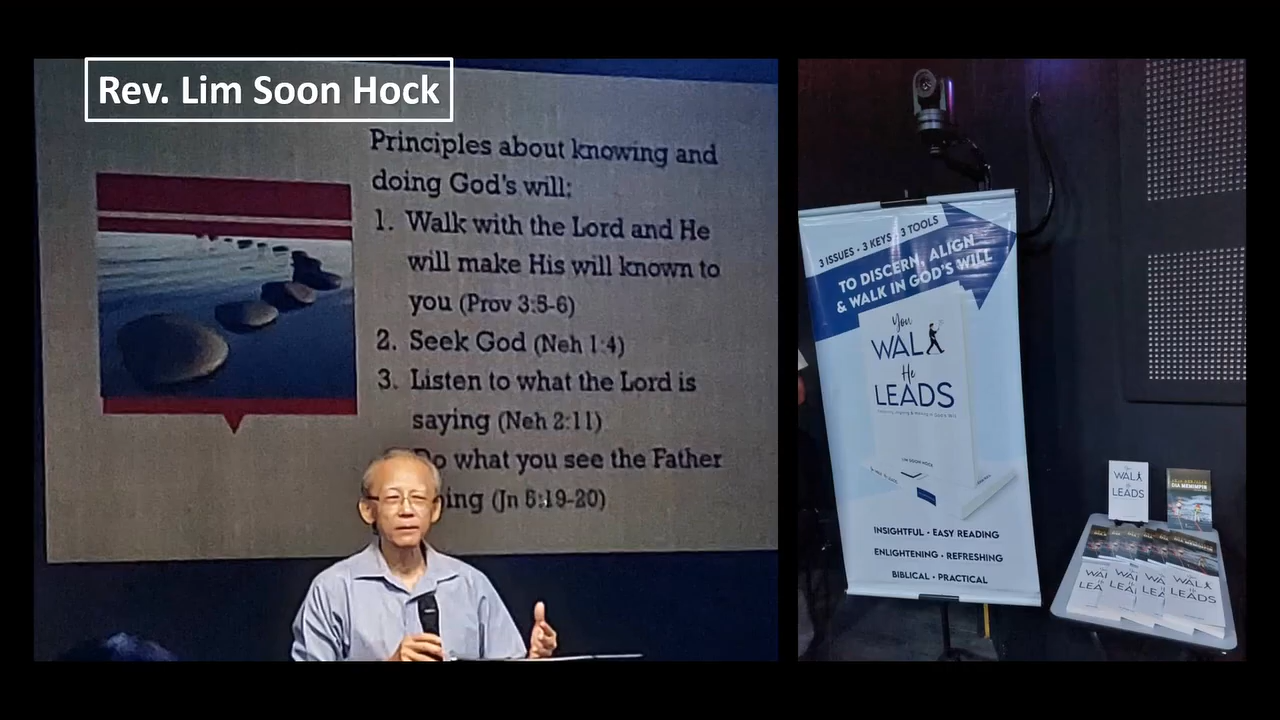 Rev. Lim Soon Hock
Principles about knowing and
doing God's will:
1. Walk with the Lord and He
will make His will known to
you (Prov 3:5-6)
2. Seek God (Neh 1:4)
3. Listen to what the Lord is
saying (Neh 2:11)
Do what you see the Father
ing (Jn 5:19-20)
3 ISSUES · 3 KEYS · 3 TOOLS
TO DISCERN, ALIGN
& WALK IN GOD'S WILL
You
WALK
He
LEADS
LIM SOON HOCK
INSIGHTFUL · EASY READING
ENLIGHTENING · REFRESHING
BIBLICAL · PRACTICAL
WALK
LEADS
DIA MEMIMPIN
WALK
LEADS